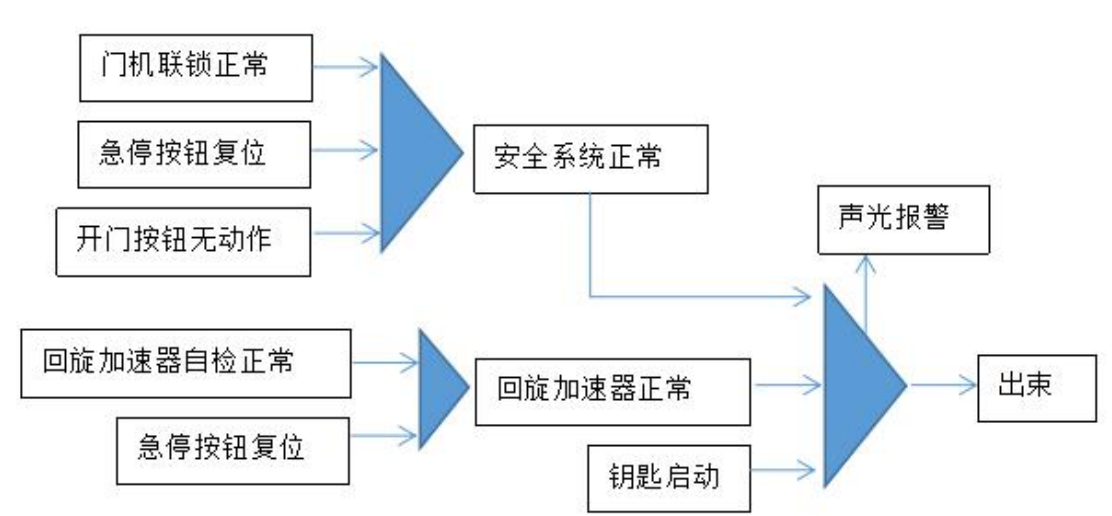 门机联锁正常
急停按钮复位
开门按钮无动作
安全系统正常
声光报警
回旋加速器自检正常
急停按钮复位
回旋加速器正常
钥匙启动
出束